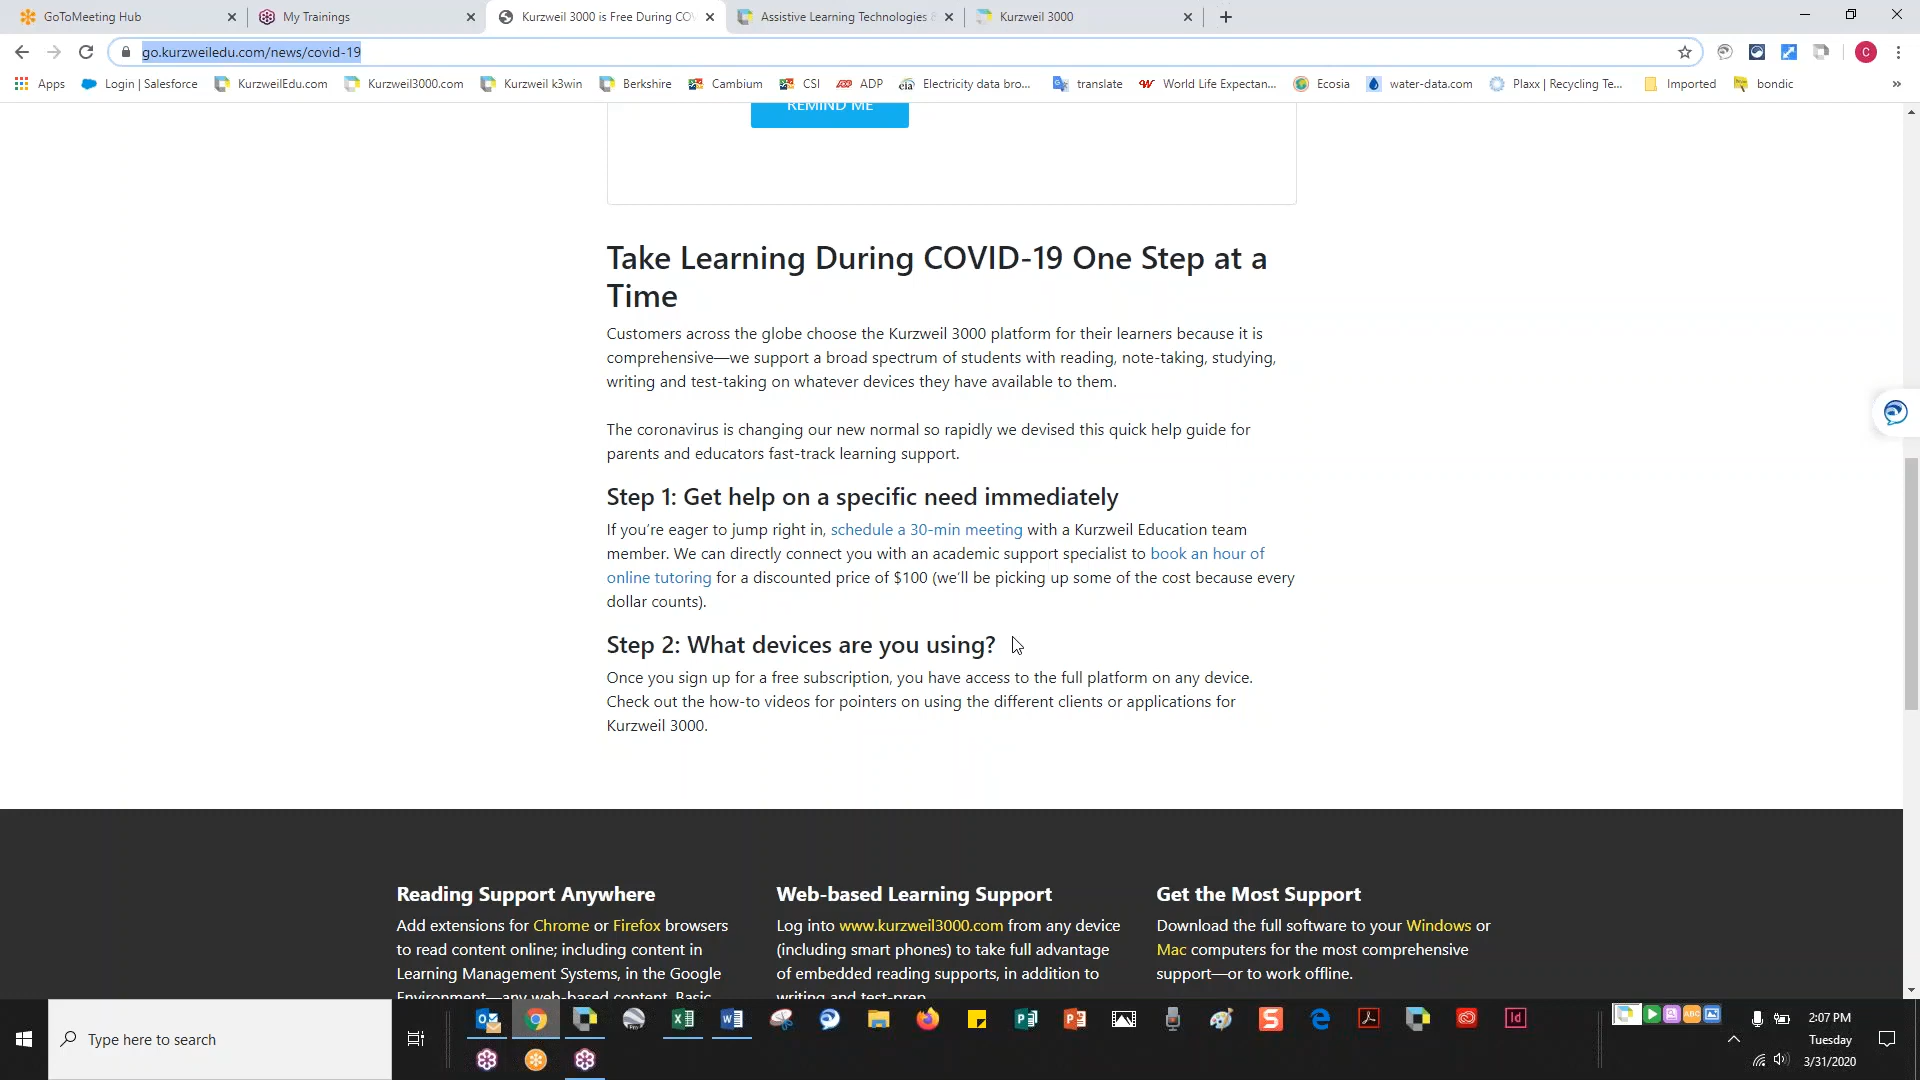 GoToMeeting Hub
My Trainings
Kurzweil 3000 is Free During CO
Assistive Learning Technologies
Kurzweil 3000
go.kurzweiledu.com/news/covid-19
C
Apps
Login | Salesforce
KurzweilEdu.com
Kurzweil3000.com
Kurzweil k3win
Berkshire
Cambium
CSI
ADP
eia
Electricity data bro...
translate
World Life Expectan...
Ecosia
water-data.com
Plaxx | Recycling Te...
Imported
bondic
»
REMIND ME
Take Learning During COVID-19 One Step at a
Time
Customers across the globe choose the Kurzweil 3000 platform for their learners because it is
comprehensive—we support a broad spectrum of students with reading, note-taking, studying,
writing and test-taking on whatever devices they have available to them.
The coronavirus is changing our new normal so rapidly we devised this quick help guide for
parents and educators fast-track learning support.
Step 1: Get help on a specific need immediately
If you’re eager to jump right in, schedule a 30-min meeting with a Kurzweil Education team
member. We can directly connect you with an academic support specialist to book an hour of
online tutoring for a discounted price of $100 (we’ll be picking up some of the cost because every
dollar counts).
Step 2: What devices are you using?
Once you sign up for a free subscription, you have access to the full platform on any device.
Check out the how-to videos for pointers on using the different clients or applications for
Kurzweil 3000.
Reading Support Anywhere
Add extensions for Chrome or Firefox browsers
to read content online; including content in
Learning Management Systems, in the Google
Environment—any web-based content. Basic
Web-based Learning Support
Log into www.kurzweil3000.com from any device
(including smart phones) to take full advantage
of embedded reading supports, in addition to
writing and test-prep
Get the Most Support
Download the full software to your Windows or
Mac computers for the most comprehensive
support—or to work offline.
Type here to search
Id
ABC
2:07 PM
Tuesday
3/31/2020